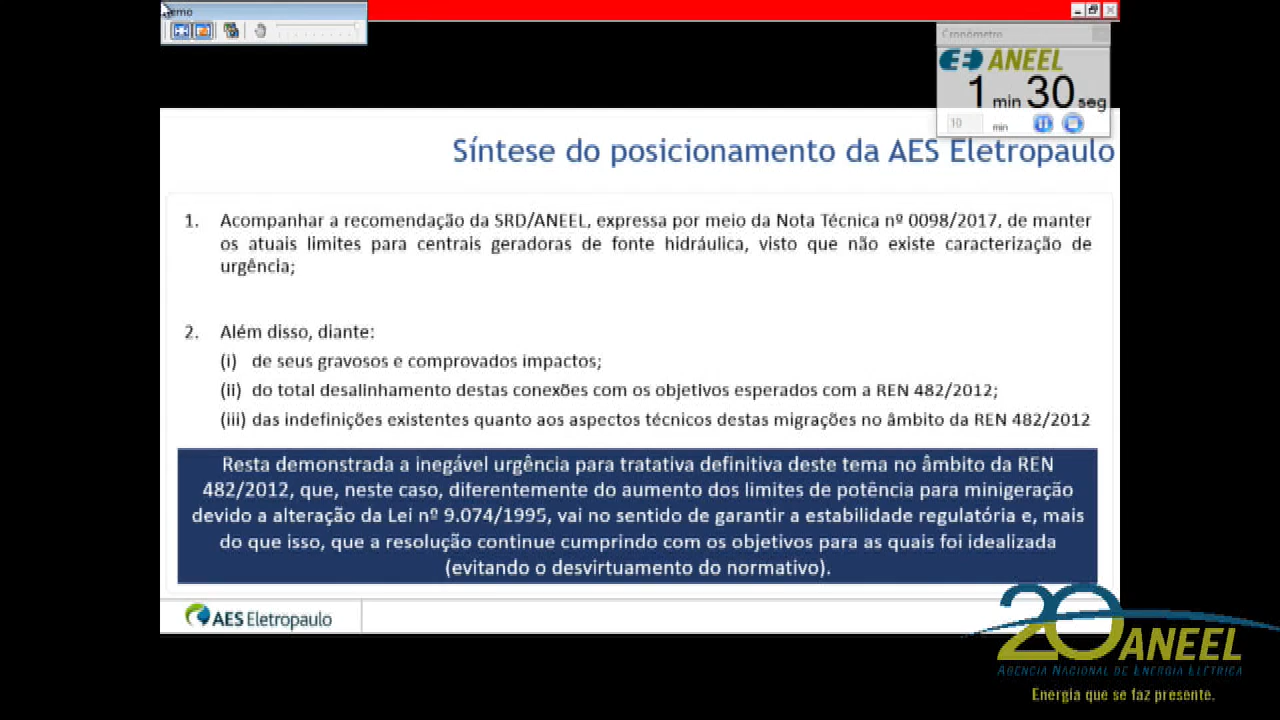 emo
Cronômetro
ANEEL
1 min 30 seg
10 min
Síntese do posicionamento da AES Eletropaulo
1. Acompanhar a recomendação da SRD/ANEEL, expressa por meio da Nota Técnica nº 0098/2017, de manter
os atuais limites para centrais geradoras de fonte hidráulica, visto que não existe caracterização de
urgência;
2. Além disso, diante:
(i) de seus gravosos e comprovados impactos;
(ii) do total desalinhamento destas conexões com os objetivos esperados com a REN 482/2012;
(iii) das indefinições existentes quanto aos aspectos técnicos destas migrações no âmbito da REN 482/2012
Resta demonstrada a inegável urgência para tratativa definitiva deste tema no âmbito da REN
482/2012, que, neste caso, diferentemente do aumento dos limites de potência para minigeração
devido a alteração da Lei nº 9.074/1995, vai no sentido de garantir a estabilidade regulatória e, mais
do que isso, que a resolução continue cumprindo com os objetivos para as quais foi idealizada
(evitando o desvirtuamento do normativo).
AES Eletropaulo
20 ANEEL
AGÊNCIA NACIONAL DE ENERGIA ELÉTRICA
Energia que se faz presente.